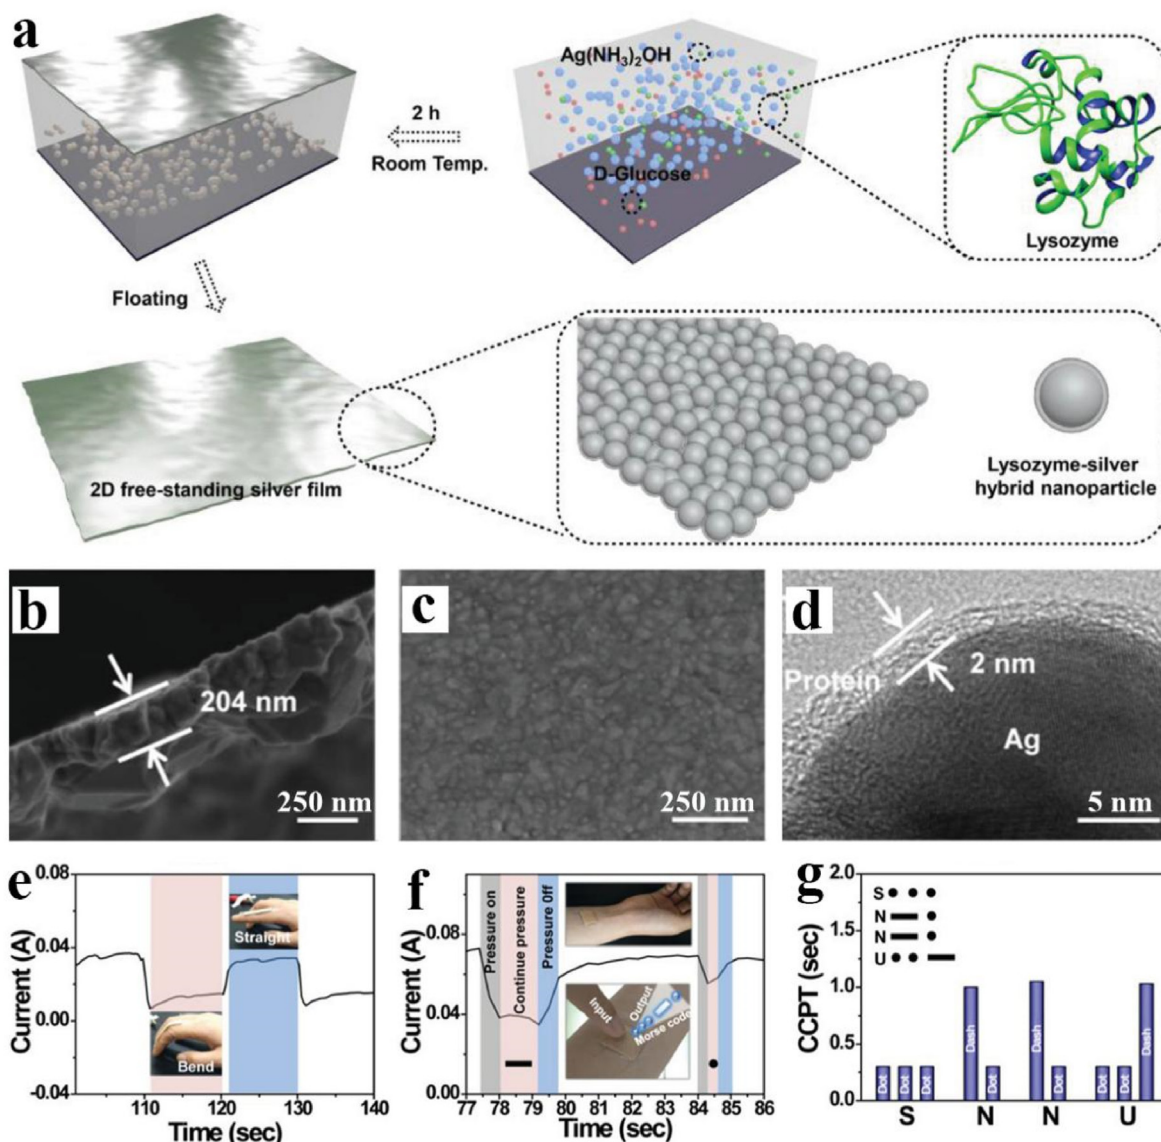 a
Ag(NH₃)₂OH
2 h
Room Temp.
D-Glucose
Lysozyme
Floating
2D free-standing silver film
Lysozyme-silver
hybrid nanoparticle
b
204 nm
250 nm
c
250 nm
d
Protein
2 nm
Ag
5 nm
e
Current (A)
0.08
0.04
0.00
-0.04
Straight
Bend
110 120 130 140
Time (sec)
f
Current (A)
0.12
0.08
0.04
0.00
Pressure on
Continue pressure
Pressure Off
Input
Output
Morse code
77 78 79 80 82 84 85 86
Time (sec)
g
CCPT (sec)
2.0
1.5
1.0
0.5
0.0
S
N
N
U
Dot Dot Dot Dash Dot Dash Dot Dot Dot Dash
S N N U